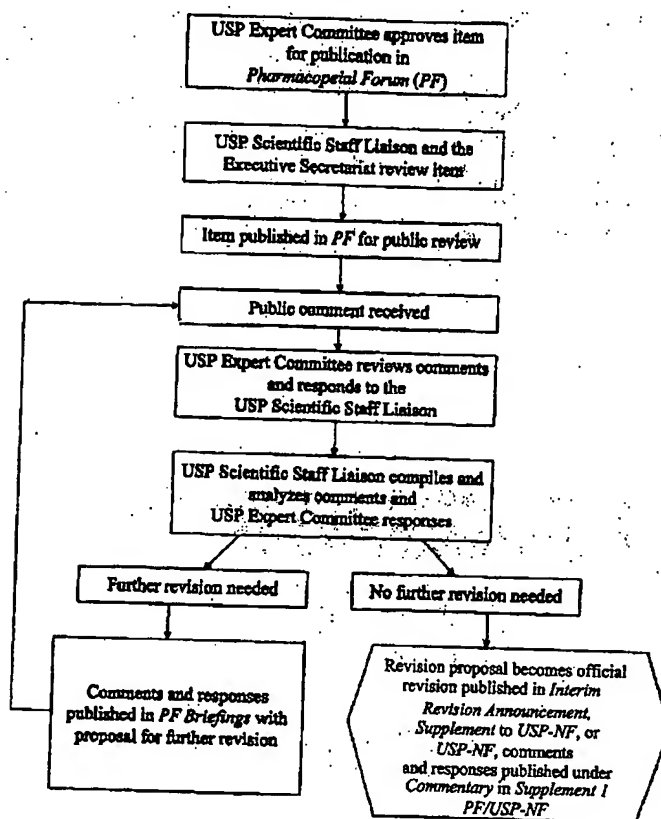 USP Expert Committee approves item
for publication in
Pharmacopeial Forum (PF)
USP Scientific Staff Liaison and the
Executive Secretariat review item
Item published in PF for public review
Public comment received
USP Expert Committee reviews comments
and responds to the
USP Scientific Staff Liaison
USP Scientific Staff Liaison compiles and
analyzes comments and
USP Expert Committee responses
Further revision needed
No further revision needed
Comments and responses
published in PF Briefings with
proposal for further revision
Revision proposal becomes official
revision published in Interim
Revision Announcement,
Supplement to USP-NF, or
USP-NF, comments
and responses published under
Commentary in Supplement 1
PF/USP-NF